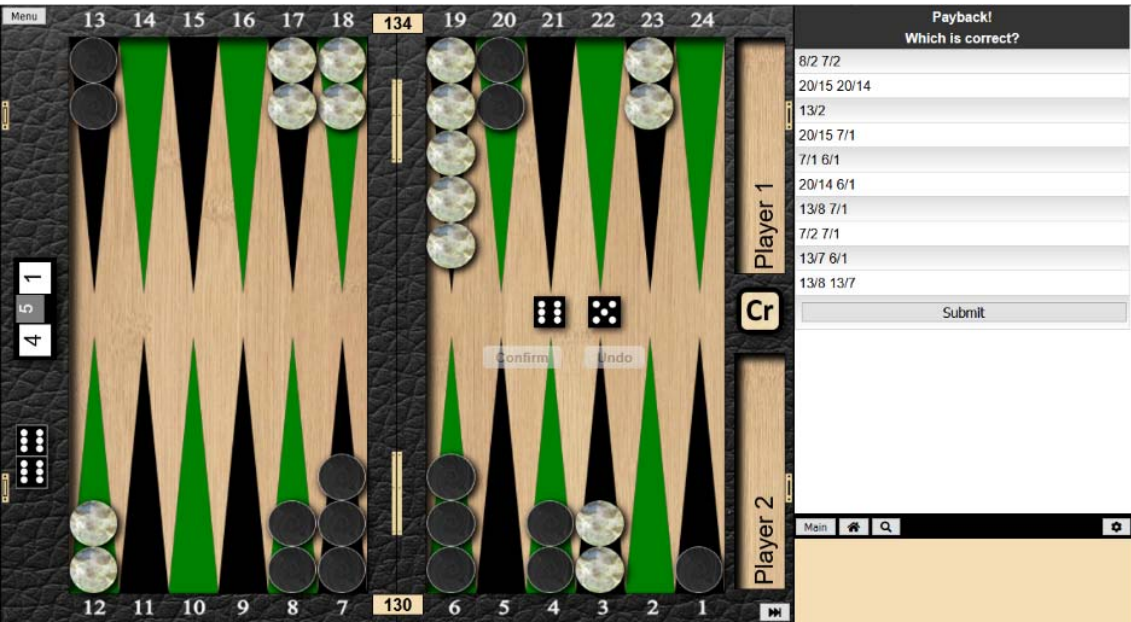 Menu
13 14 15 16 17 18 134 19 20 21 22 23 24
Payback!
Which is correct?
8/2 7/2
20/15 20/14
13/2
20/15 7/1
7/1 6/1
20/14 6/1
13/8 7/1
7/2 7/1
13/7 6/1
13/8 13/7
Submit
Player 1
1
5
4
Cr
Confirm Undo
Player 2
Main
12 11 10 9 8 7 130 6 5 4 3 2 1